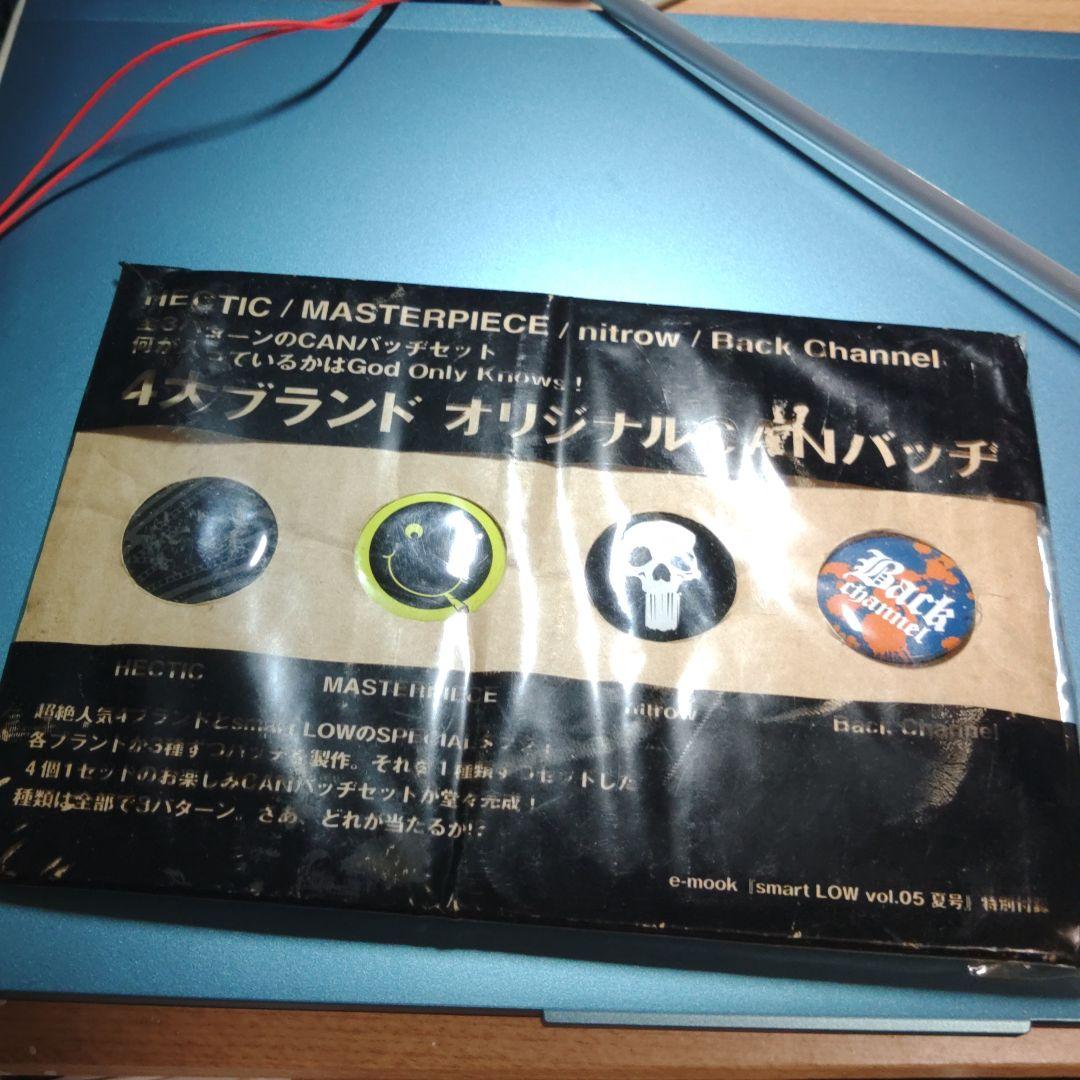 HECTIC / MASTERPIECE / nitrow / Back Channel
全3パターンのCANバッヂセット
何が入っているかはGod Only Knows!
4大ブランド オリジナルCANバッヂ
Back
channel
HECTIC
MASTERPIECE
nitrow
Back Channel
超絶人気4ブランドとsmart LOWのSPECIAL
各ブランドが3種ずつバッヂを製作。それを1種類ずつセットした
4個1セットのお楽しみCANバッヂセットが堂々完成!
種類は全部で3パターン。さあ、どれが当たるか!?
e-mook『smart LOW vol.05 夏号』特別付録